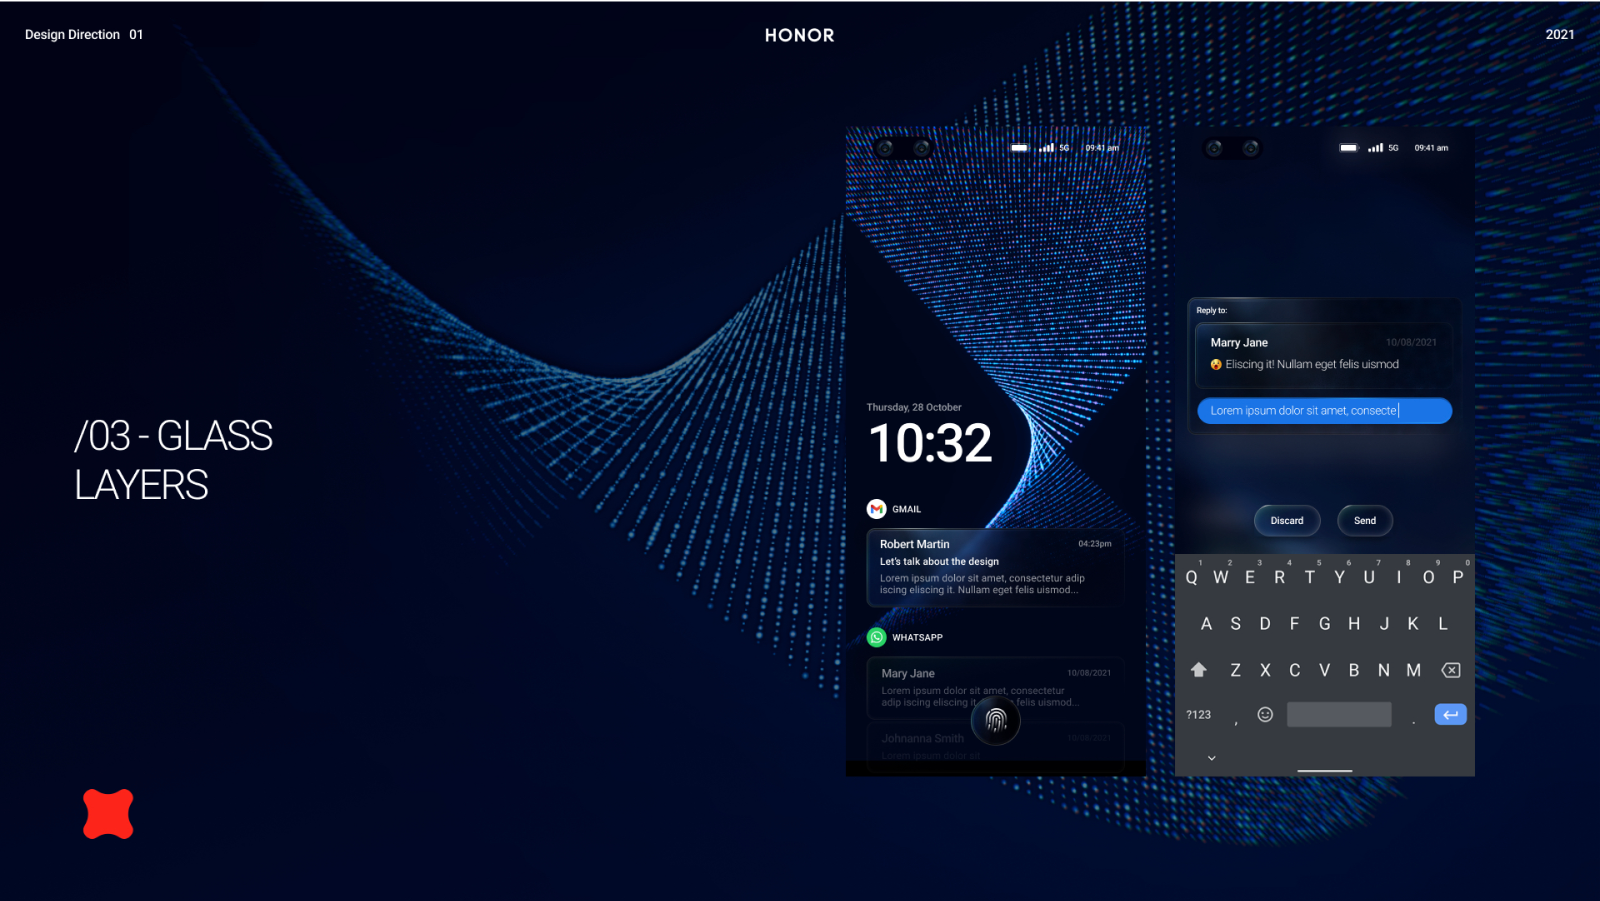 Design Direction 01
HONOR
2021
/03 - GLASS
LAYERS
5G 09:41 am
Thursday, 28 October
10:32
GMAIL
Robert Martin 04:23pm
Let's talk about the design
Lorem ipsum dolor sit amet, consectetur adip
iscing eliscing it. Nullam eget felis uismod...
WHATSAPP
Mary Jane 10/08/2021
Lorem ipsum dolor sit amet, consectetur
adip iscing eliscing it felis uismod...
Johnanna Smith 10/08/2021
Lorem ipsum dolor sit
5G 09:41 am
Reply to:
Marry Jane 10/08/2021
😮 Eliscing it! Nullam eget felis uismod
Lorem ipsum dolor sit amet, consecte
Discard Send
1 2 3 4 5 6 7 8 9 0
Q W E R T Y U I O P
A S D F G H J K L
Z X C V B N M
?123 , .